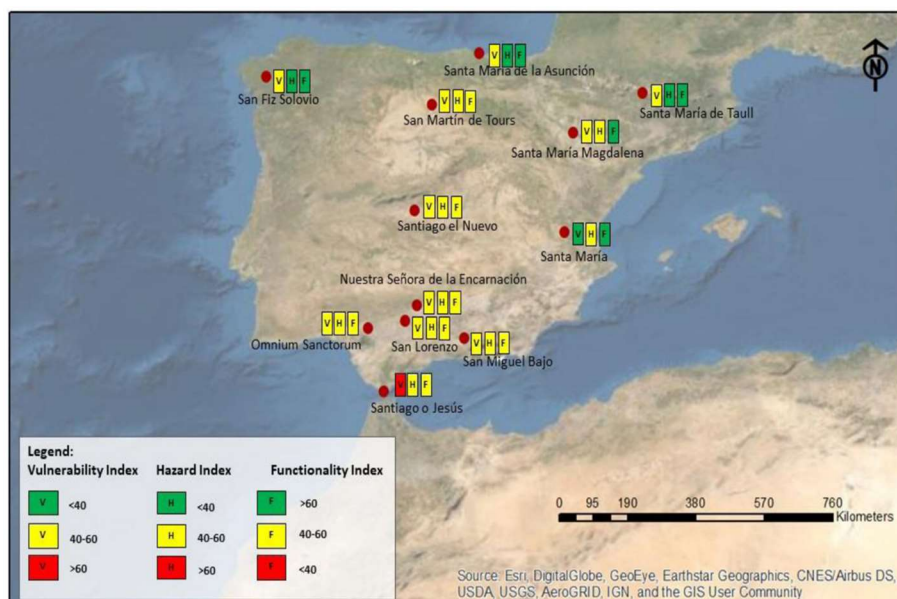 N
V H F
Santa María de la Asunción
V H F
San Fiz Solovio
V H F
Santa María de Taull
V H F
San Martín de Tours
V H F
Santa María Magdalena
V H F
Santiago el Nuevo
V H F
Santa María
Nuestra Señora de la Encarnación
V H F
V H F
Omnium Sanctorum
V H F
San Lorenzo
V H F
San Miguel Bajo
V H F
Santiago o Jesús
Legend:
Vulnerability Index Hazard Index Functionality Index
V <40 H <40 F >60
V 40-60 H 40-60 F 40-60
V >60 H >60 F <40
0 95 190 380 570 760
Kilometers
Source: Esri, DigitalGlobe, GeoEye, Earthstar Geographics, CNES/Airbus DS,
USDA, USGS, AeroGRID, IGN, and the GIS User Community